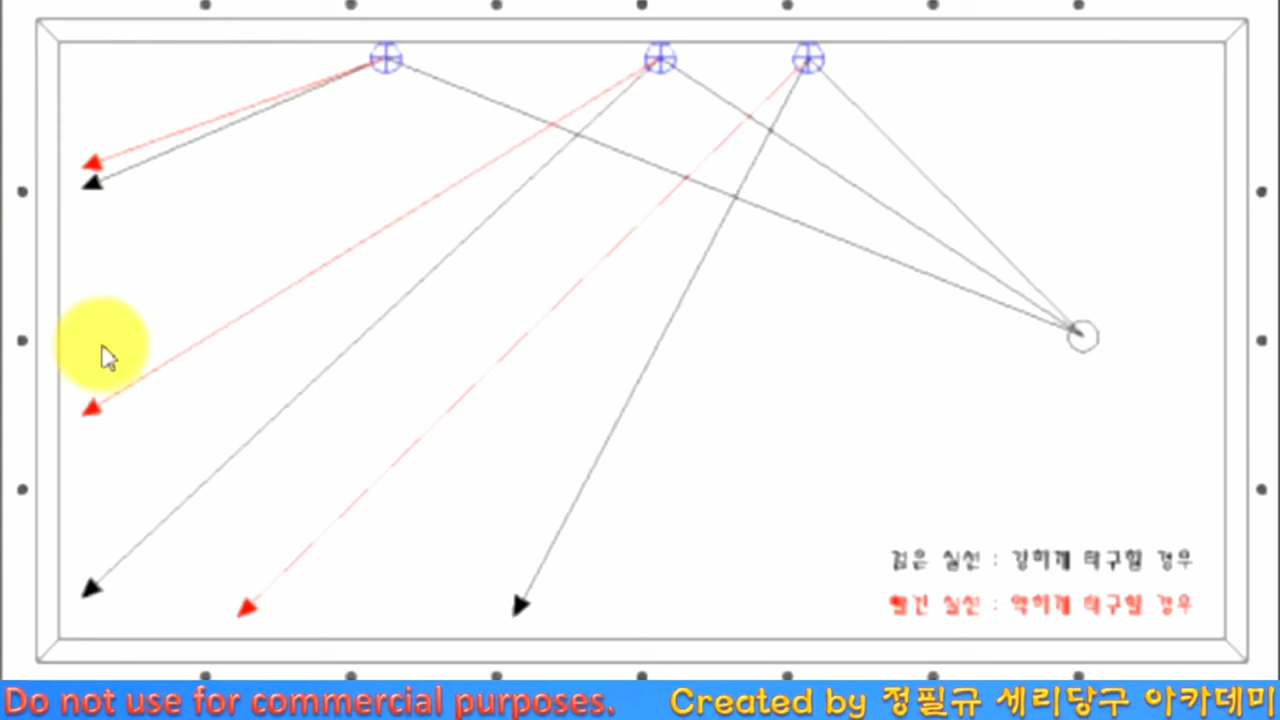 검은 실선 : 강하게 타구할 경우
빨간 실선 : 약하게 타구할 경우
Do not use for commercial purposes.
Created by 정필규 세리당구 아카데미